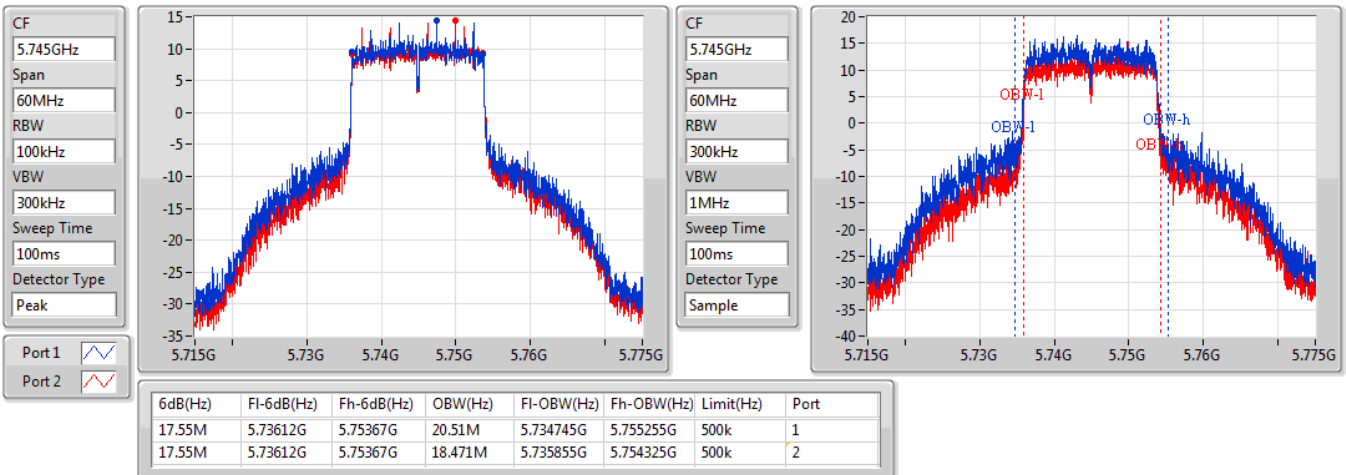 CF
5.745GHz
Span
60MHz
RBW
100kHz
VBW
300kHz
Sweep Time
100ms
Detector Type
Peak
Port 1
Port 2
15
10
5
0
-5
-10
-15
-20
-25
-30
-35
5.715G 5.73G 5.74G 5.75G 5.76G 5.775G
CF
5.745GHz
Span
60MHz
RBW
300kHz
VBW
1MHz
Sweep Time
100ms
Detector Type
Sample
20
15
10
5
0
-5
-10
-15
-20
-25
-30
-35
-40
OBW-l
OBW-l
OBW-h
5.715G 5.73G 5.74G 5.75G 5.76G 5.775G
6dB(Hz) Fl-6dB(Hz) Fh-6dB(Hz) OBW(Hz) Fl-OBW(Hz) Fh-OBW(Hz) Limit(Hz) Port
17.55M 5.73612G 5.75367G 20.51M 5.734745G 5.755255G 500k 1
17.55M 5.73612G 5.75367G 18.471M 5.735855G 5.754325G 500k 2